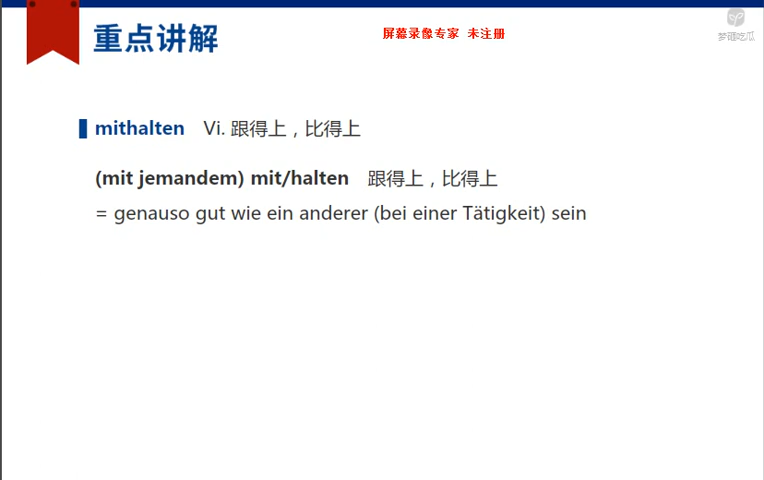 重点讲解
屏幕录像专家 未注册
梦砸吃瓜
mithalten Vi. 跟得上，比得上
(mit jemandem) mit/halten 跟得上，比得上
= genauso gut wie ein anderer (bei einer Tätigkeit) sein